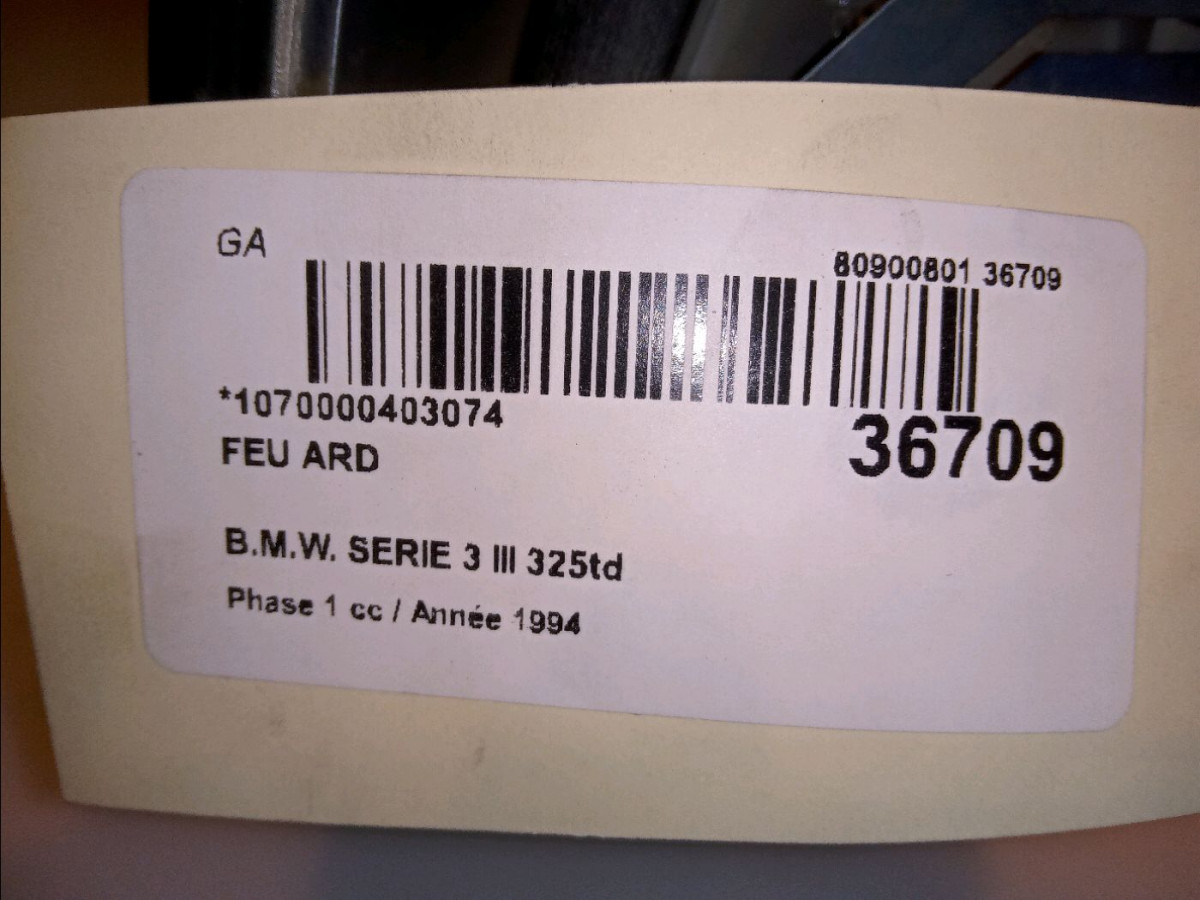 GA
80900801 36709
*1070000403074
36709
FEU ARD
B.M.W. SERIE 3 III 325td
Phase 1 cc / Année 1994